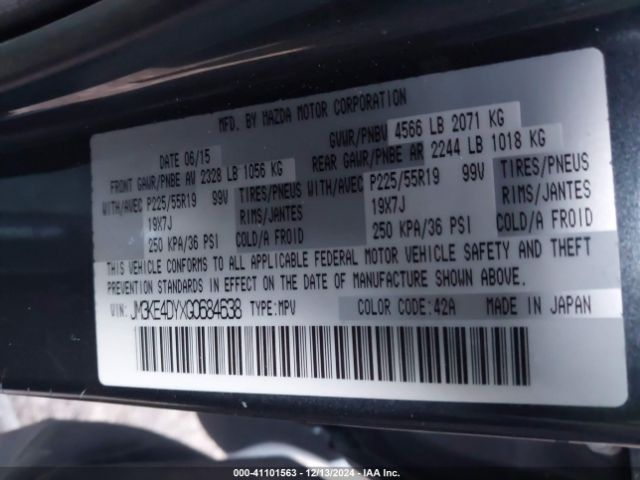 MFD. BY MAZDA MOTOR CORPORATION
DATE 06/15 GVWR/PNBV 4566 LB 2071 KG
FRONT GAWR/PNBE AV 2328 LB 1056 KG REAR GAWR/PNBE AR 2244 LB 1018 KG
WITH/AVEC P225/55R19 99V TIRES/PNEUS WITH/AVEC P225/55R19 99V TIRES/PNEUS
19X7J RIMS/JANTES 19X7J RIMS/JANTES
250 KPA/36 PSI COLD/A FROID 250 KPA/36 PSI COLD/A FROID
THIS VEHICLE CONFORMS TO ALL APPLICABLE FEDERAL MOTOR VEHICLE SAFETY AND THEFT
PREVENTION STANDARDS IN EFFECT ON THE DATE OF MANUFACTURE SHOWN ABOVE.
VIN: JM3KE4DYXG0684638 TYPE:MPV COLOR CODE:42A MADE IN JAPAN
000-41101563 - 12/13/2024 - IAA Inc.